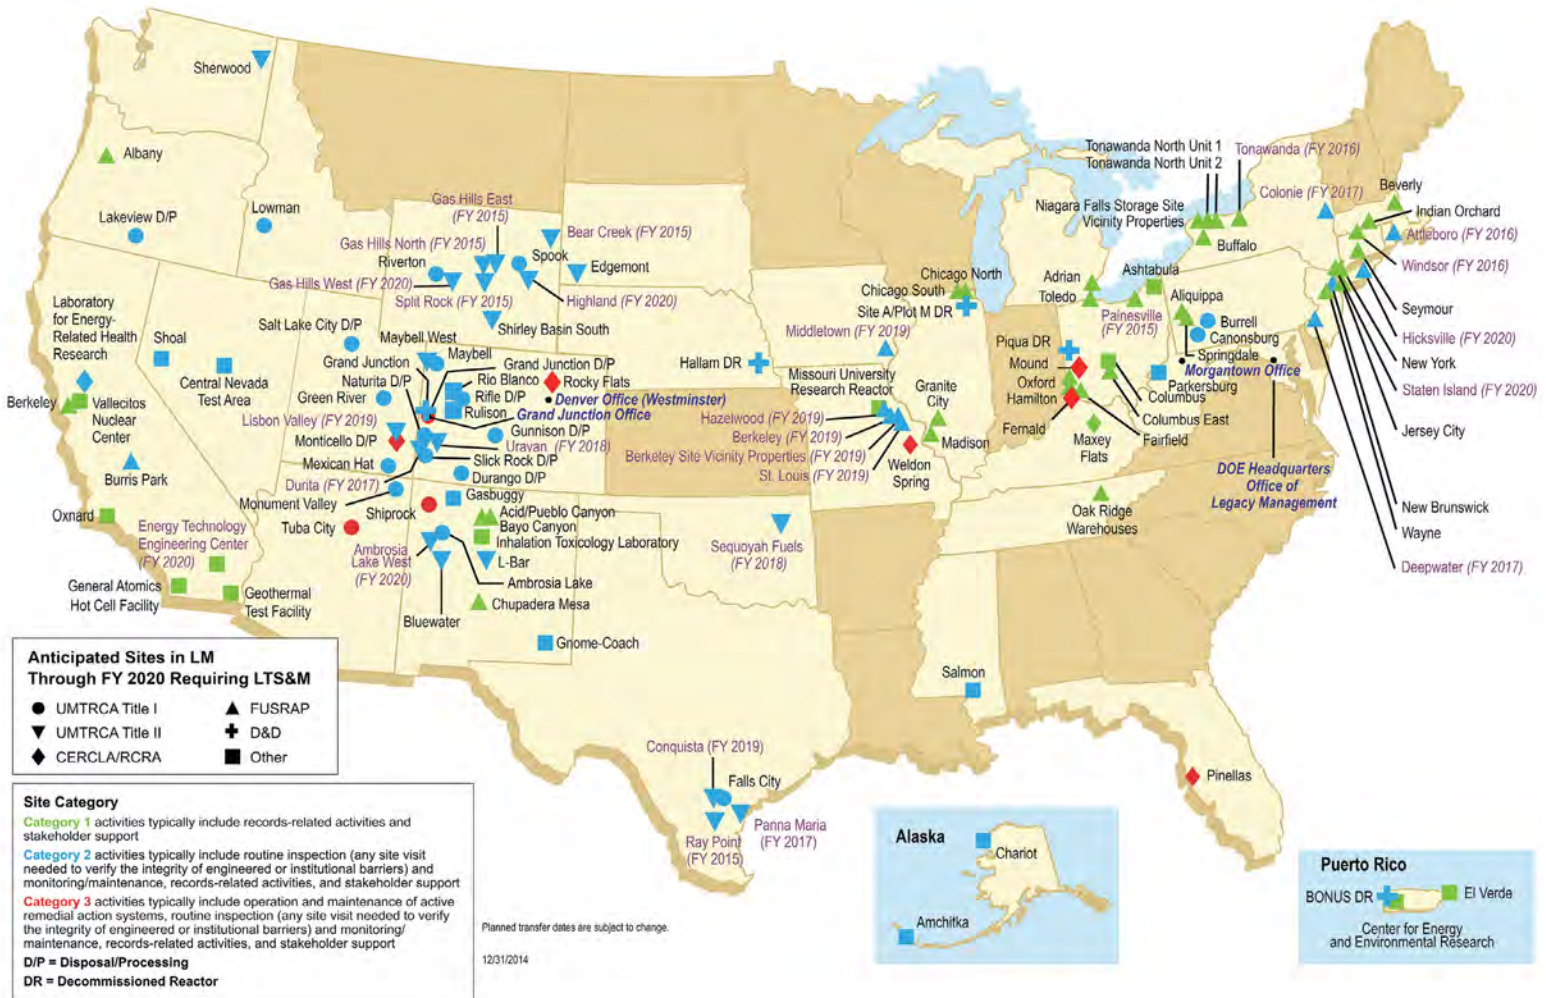 Sherwood
Albany
Lakeview D/P
Lowman
Gas Hills East
(FY 2015)
Gas Hills North (FY 2015)
Riverton
Gas Hills West (FY 2020)
Split Rock (FY 2015)
Bear Creek (FY 2015)
Spook
Edgemont
Highland (FY 2020)
Shirley Basin South
Laboratory
for Energy-
Related Health
Research
Shoal
Central Nevada
Test Area
Salt Lake City D/P
Maybell West
Maybell
Grand Junction
Grand Junction D/P
Naturita D/P
Rio Blanco
Rocky Flats
Green River
Rifle D/P
Denver Office (Westminster)
Rulison
Grand Junction Office
Lisbon Valley (FY 2019)
Gunnison D/P
Monticello D/P
Uravan (FY 2018)
Mexican Hat
Slick Rock D/P
Durita (FY 2017)
Durango D/P
Monument Valley
Gasbuggy
Shiprock
Tuba City
Acid/Pueblo Canyon
Bayo Canyon
Inhalation Toxicology Laboratory
Ambrosia
Lake West
(FY 2020)
L-Bar
Ambrosia Lake
Chupadera Mesa
Bluewater
Gnome-Coach
Berkeley
Vallecitos
Nuclear
Center
Burris Park
Oxnard
Energy Technology
Engineering Center
(FY 2020)
General Atomics
Hot Cell Facility
Geothermal
Test Facility
Hallam DR
Sequoyah Fuels
(FY 2018)
Conquista (FY 2019)
Falls City
Ray Point
(FY 2015)
Panna Maria
(FY 2017)
Chicago North
Chicago South
Site A/Plot M DR
Middletown (FY 2019)
Missouri University
Research Reactor
Granite
City
Hazelwood (FY 2019)
Berkeley (FY 2019)
Berkeley Site Vicinity Properties (FY 2019)
St. Louis (FY 2019)
Madison
Weldon
Spring
Adrian
Toledo
Ashtabula
Painesville
(FY 2015)
Aliquippa
Burrell
Canonsburg
Springdale
Morgantown Office
Piqua DR
Mound
Oxford
Hamilton
Fernald
Parkersburg
Columbus
Columbus East
Fairfield
Maxey
Flats
Oak Ridge
Warehouses
Salmon
Pinellas
DOE Headquarters
Office of
Legacy Management
Tonawanda North Unit 1
Tonawanda North Unit 2
Tonawanda (FY 2016)
Niagara Falls Storage Site
Vicinity Properties
Buffalo
Colonie (FY 2017)
Beverly
Indian Orchard
Attleboro (FY 2016)
Windsor (FY 2016)
Seymour
Hicksville (FY 2020)
New York
Staten Island (FY 2020)
Jersey City
New Brunswick
Wayne
Deepwater (FY 2017)
Anticipated Sites in LM
Through FY 2020 Requiring LTS&M
UMTRCA Title I
FUSRAP
UMTRCA Title II
D&D
CERCLA/RCRA
Other
Site Category
Category 1 activities typically include records-related activities and
stakeholder support
Category 2 activities typically include routine inspection (any site visit
needed to verify the integrity of engineered or institutional barriers) and
monitoring/maintenance, records-related activities, and stakeholder support
Category 3 activities typically include operation and maintenance of active
remedial action systems, routine inspection (any site visit needed to verify
the integrity of engineered or institutional barriers) and monitoring/
maintenance, records-related activities, and stakeholder support
D/P = Disposal/Processing
DR = Decommissioned Reactor
Planned transfer dates are subject to change.
12/31/2014
Alaska
Chariot
Amchitka
Puerto Rico
BONUS DR
El Verde
Center for Energy
and Environmental Research